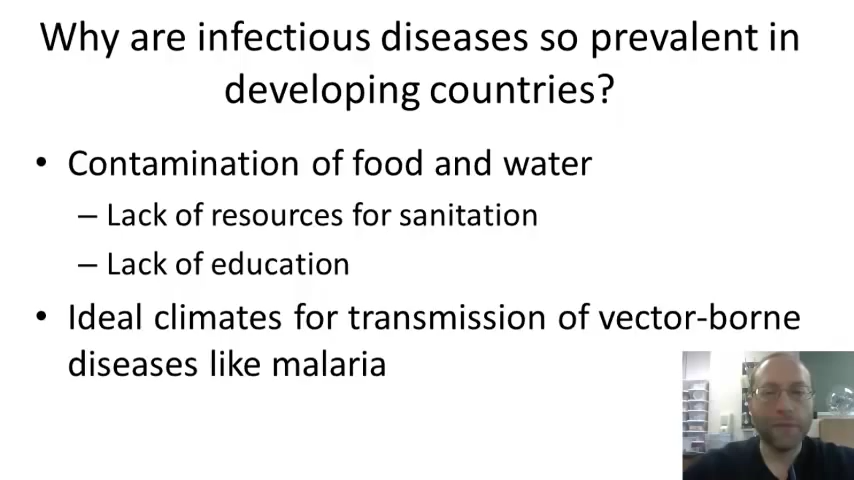 Why are infectious diseases so prevalent in
developing countries?
• Contamination of food and water
– Lack of resources for sanitation
– Lack of education
• Ideal climates for transmission of vector-borne
diseases like malaria